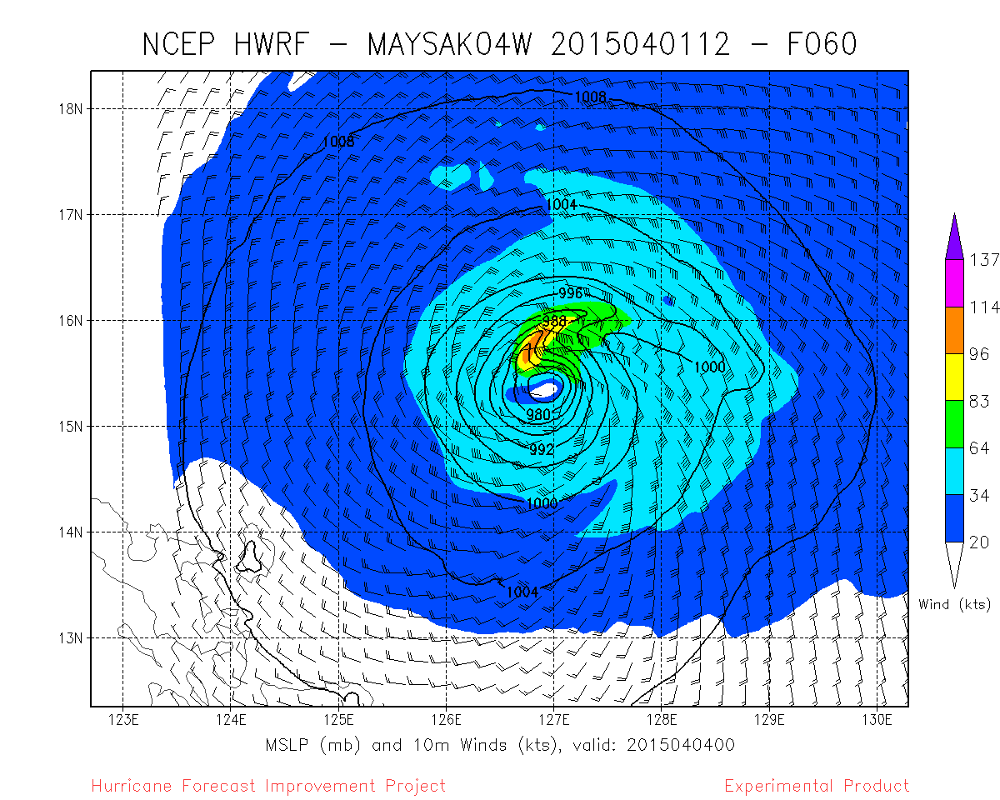 NCEP HWRF - MAYSAK04W 2015040112 - F060
18N
17N
16N
15N
14N
13N
1008
1008
1004
996
988
1000
980
992
1000
1004
123E 124E 125E 126E 127E 128E 129E 130E
137
114
96
83
64
34
20
Wind (kts)
MSLP (mb) and 10m Winds (kts), valid: 2015040400
Hurricane Forecast Improvement Project
Experimental Product